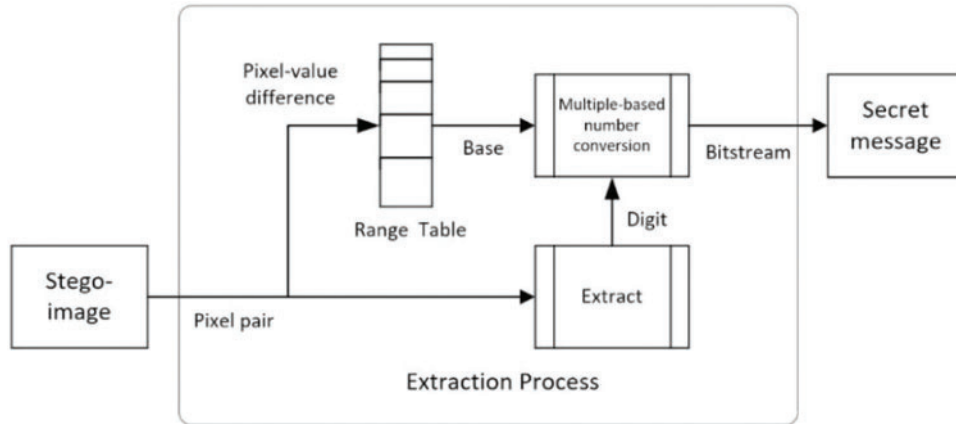 Pixel-value
difference
Multiple-based
number
conversion
Secret
message
Base
Bitstream
Range Table
Digit
Stego-
image
Extract
Pixel pair
Extraction Process